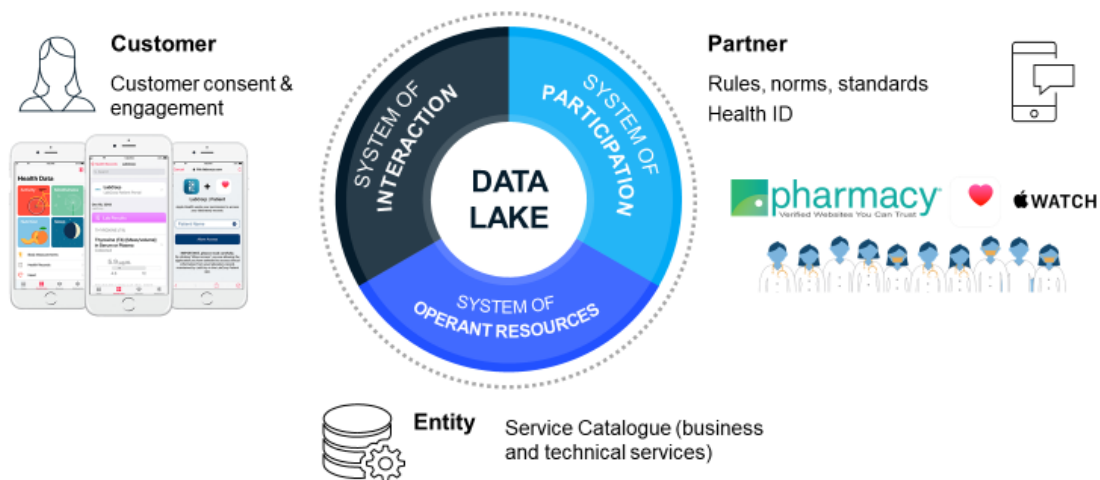 Customer
Customer consent &
engagement
Health Data
SYSTEM OF
INTERACTION
SYSTEM OF
PARTICIPATION
DATA
LAKE
SYSTEM OF
OPERANT RESOURCES
Partner
Rules, norms, standards
Health ID
pharmacy
Verified Websites You Can Trust
WATCH
Entity
Service Catalogue (business
and technical services)